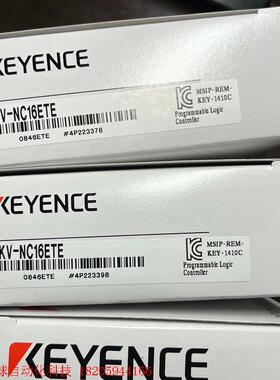 KEYENCE
KV-NC16ETE
0846ETE #4P223378
MSIP-REM-
KEY-1410C
Programmable Logic
Controller
KEYENCE
KV-NC16ETE
0846ETE #4P223398
MSIP-REM-
KEY-1410C
Programmable Logic
Controller
KEYENCE